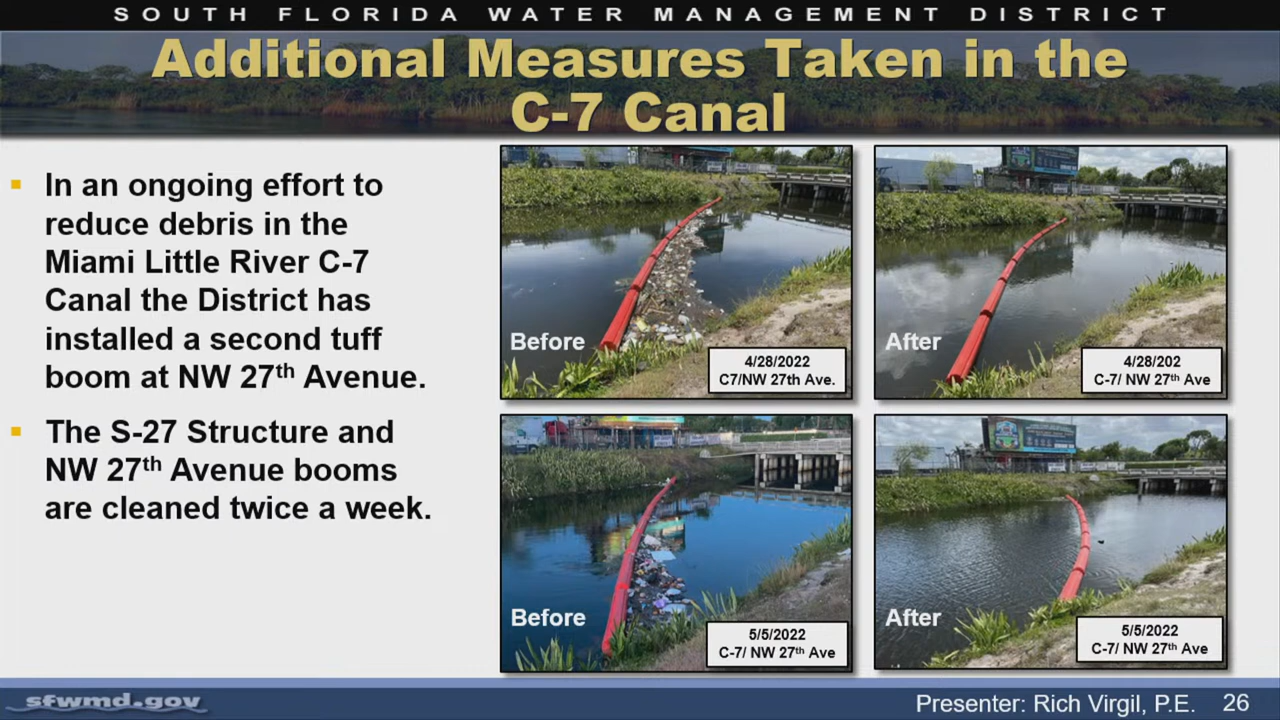 SOUTH FLORIDA WATER MANAGEMENT DISTRICT
Additional Measures Taken in the
C-7 Canal
In an ongoing effort to
reduce debris in the
Miami Little River C-7
Canal the District has
installed a second tuff
boom at NW 27th Avenue.
The S-27 Structure and
NW 27th Avenue booms
are cleaned twice a week.
Before
4/28/2022
C7/NW 27th Ave.
After
4/28/202
C-7/ NW 27th Ave
Before
5/5/2022
C-7/ NW 27th Ave
After
5/5/2022
C-7/ NW 27th Ave
sfwmd.gov
Presenter: Rich Virgil, P.E. 26